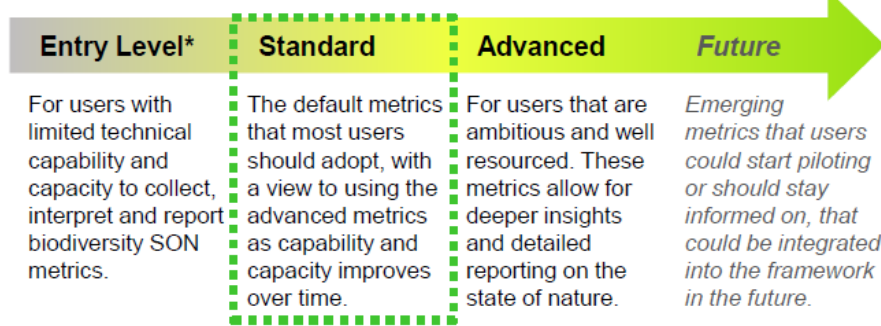 Entry Level*
For users with
limited technical
capability and
capacity to collect,
interpret and report
biodiversity SON
metrics.
Standard
The default metrics
that most users
should adopt, with
a view to using the
advanced metrics
as capability and
capacity improves
over time.
Advanced
For users that are
ambitious and well
resourced. These
metrics allow for
deeper insights
and detailed
reporting on the
state of nature.
Future
Emerging
metrics that users
could start piloting
or should stay
informed on, that
could be integrated
into the framework
in the future.